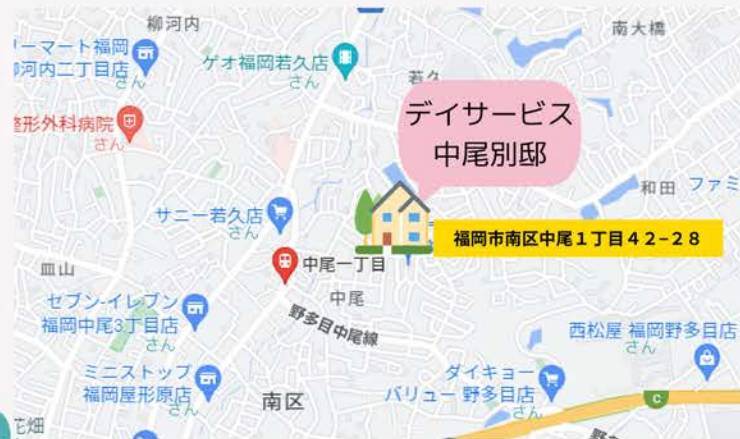 柳河内
南大橋
リーマート福岡
河内二丁目店
さん
ゲオ福岡若久店
さん
若久
デイサービス
中尾別邸
整形外科病院
さん
和田
ファミ
サニー若久店
さん
福岡市南区中尾1丁目42-28
中尾一丁目
皿山
中尾
セブン-イレブン
福岡中尾3丁目店
さん
野多目中尾線
西松屋 福岡野多目店
さん
ミニストップ
福岡屋形原店
さん
ダイキョー
バリュー 野多目店
さん
南区
C
花畑